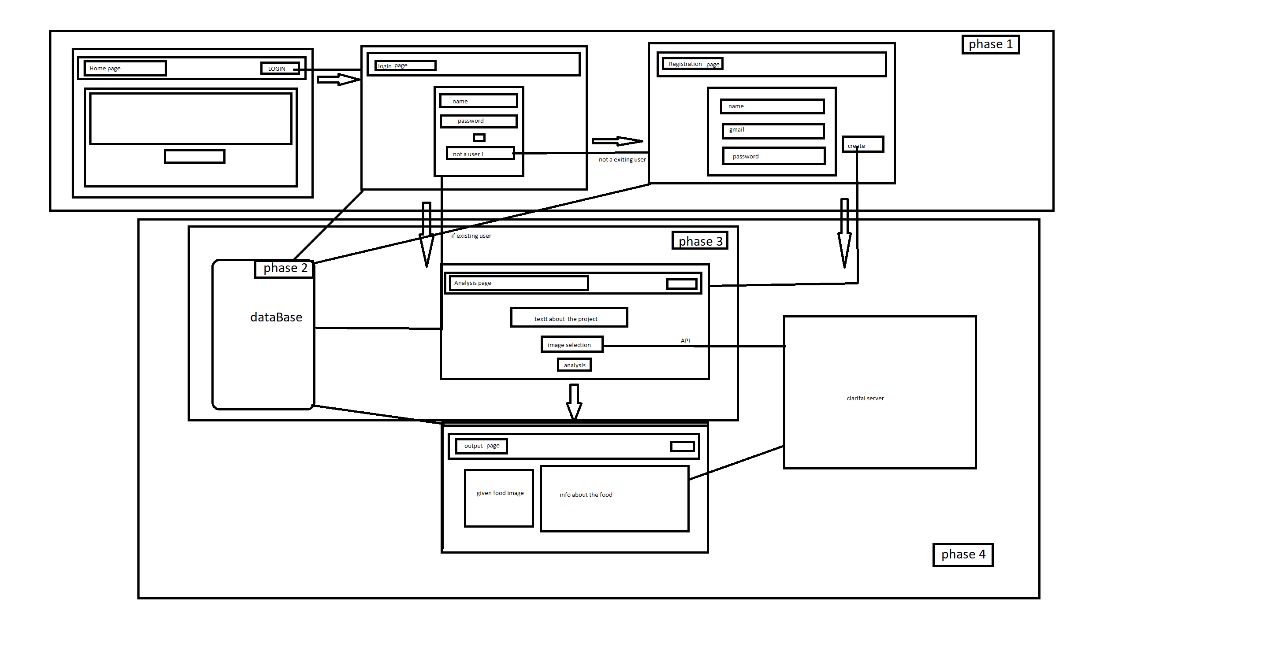 phase 1
Home page
LOGIN
login page
name
password
not a user !
not a exiting user
Registration page
name
gmail
password
create
if existing user
phase 3
phase 2
dataBase
Analysis page
textt about the project
image selection
API
analysis
clarifai server
output page
given food image
info about the food
phase 4